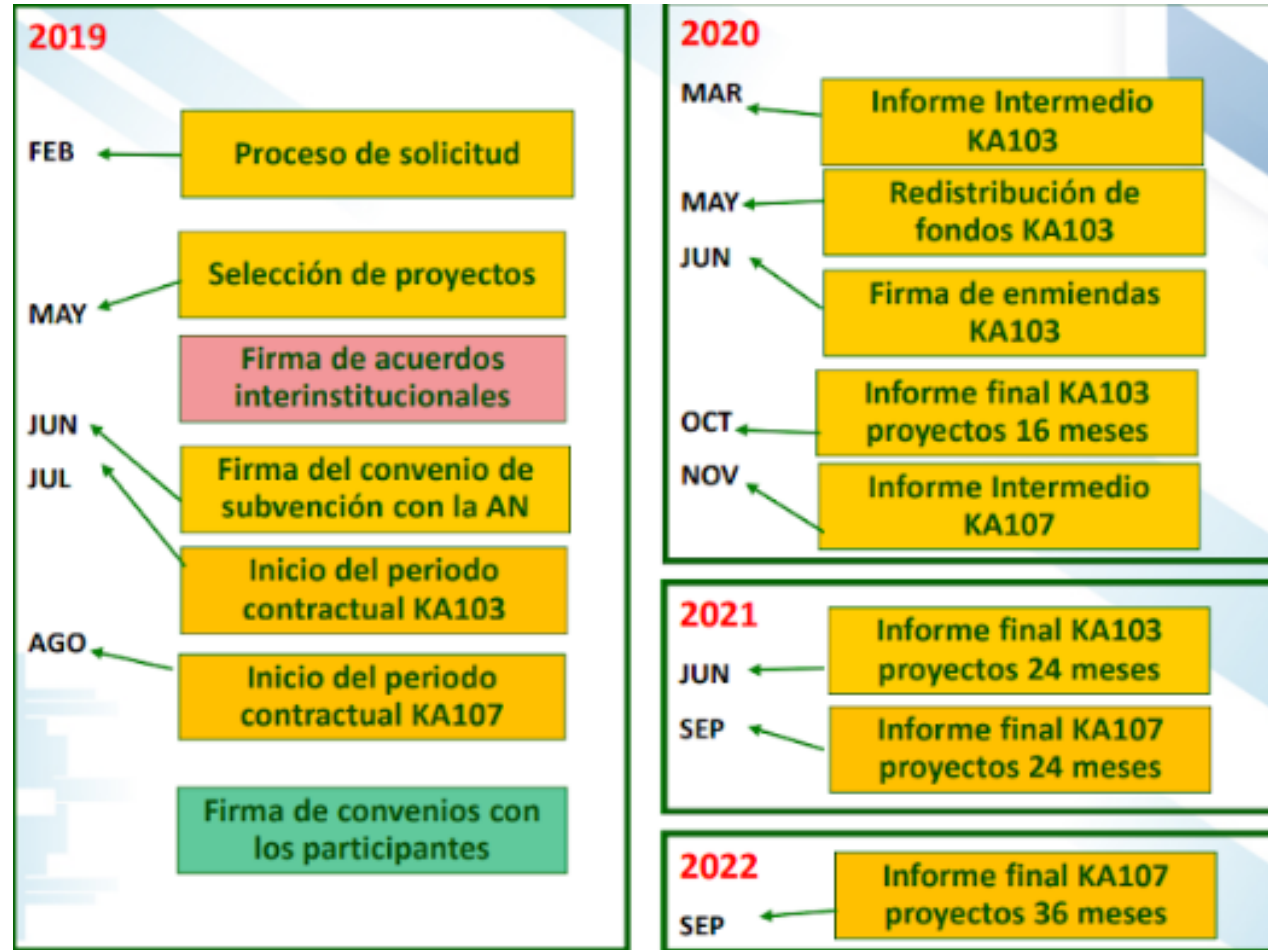 2019
FEB
Proceso de solicitud
Selección de proyectos
MAY
Firma de acuerdos
interinstitucionales
JUN
Firma del convenio de
subvención con la AN
JUL
Inicio del periodo
contractual KA103
AGO
Inicio del periodo
contractual KA107
Firma de convenios con
los participantes
2020
MAR
Informe Intermedio
KA103
MAY
Redistribución de
fondos KA103
JUN
Firma de enmiendas
KA103
OCT
Informe final KA103
proyectos 16 meses
NOV
Informe Intermedio
KA107
2021
JUN
Informe final KA103
proyectos 24 meses
SEP
Informe final KA107
proyectos 24 meses
2022
SEP
Informe final KA107
proyectos 36 meses